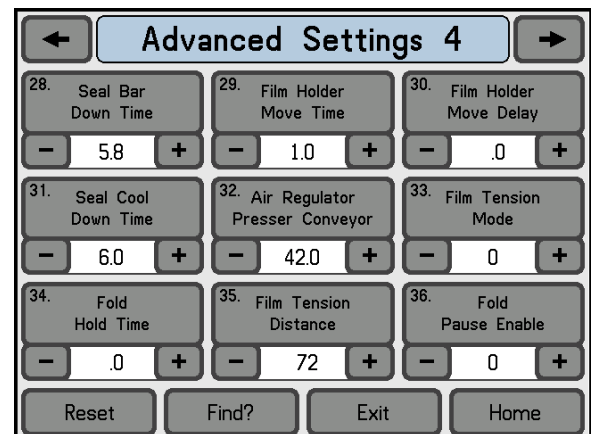 ← Advanced Settings 4 →
28. Seal Bar
Down Time
29. Film Holder
Move Time
30. Film Holder
Move Delay
− 5.8 +
− 1.0 +
− .0 +
31. Seal Cool
Down Time
32. Air Regulator
Presser Conveyor
33. Film Tension
Mode
− 6.0 +
− 42.0 +
− 0 +
34. Fold
Hold Time
35. Film Tension
Distance
36. Fold
Pause Enable
− .0 +
− 72 +
− 0 +
Reset
Find?
Exit
Home